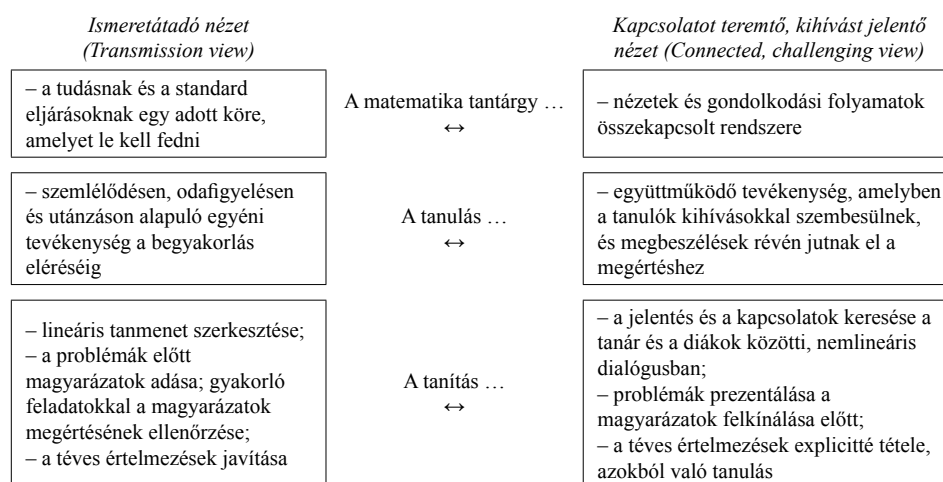 Ismeretátadó nézet
(Transmission view)
Kapcsolatot teremtő, kihívást jelentő
nézet (Connected, challenging view)
– a tudásnak és a standard
eljárásoknak egy adott köre,
amelyet le kell fedni
A matematika tantárgy …
↔
– nézetek és gondolkodási folyamatok
összekapcsolt rendszere
– szemlélődésen, odafigyelésen
és utánzáson alapuló egyéni
tevékenység a begyakorlás
eléréséig
A tanulás …
↔
– együttműködő tevékenység, amelyben
a tanulók kihívásokkal szembesülnek,
és megbeszélések révén jutnak el a
megértéshez
– lineáris tanmenet szerkesztése;
– a problémák előtt
magyarázatok adása; gyakorló
feladatokkal a magyarázatok
megértésének ellenőrzése;
– a téves értelmezések javítása
A tanítás …
↔
– a jelentés és a kapcsolatok keresése a
tanár és a diákok közötti, nemlineáris
dialógusban;
– problémák prezentálása a
magyarázatok felkínálása előtt;
– a téves értelmezések explicitté tétele,
azokból való tanulás